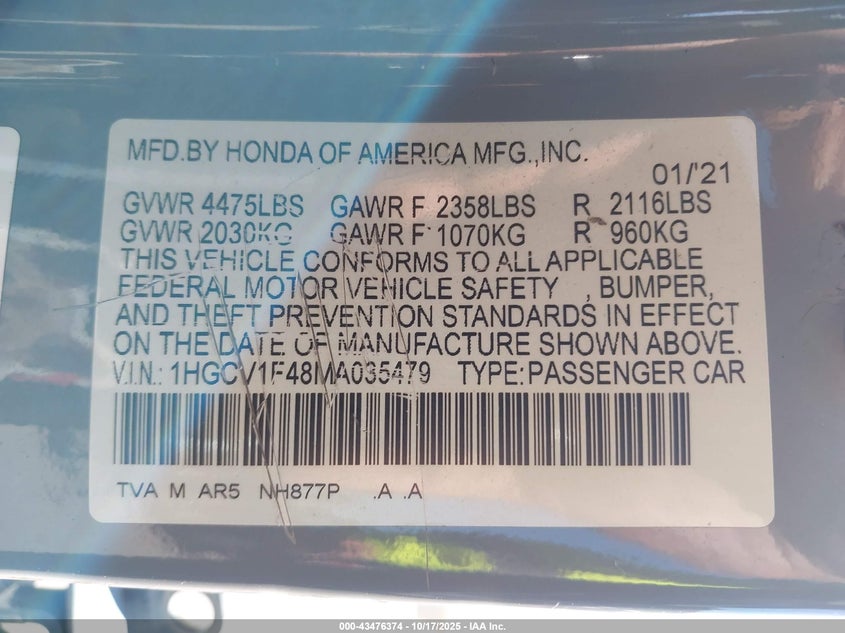 MFD.BY HONDA OF AMERICA MFG.,INC.
01/'21
GVWR 4475LBS GAWR F 2358LBS R 2116LBS
GVWR 2030KG GAWR F 1070KG R 960KG
THIS VEHICLE CONFORMS TO ALL APPLICABLE
FEDERAL MOTOR VEHICLE SAFETY , BUMPER,
AND THEFT PREVENTION STANDARDS IN EFFECT
ON THE DATE OF MANUFACTURE SHOWN ABOVE.
V.I.N.: 1HGCV1F48MA035479 TYPE:PASSENGER CAR
TVA M AR5 NH877P .A .A
000-43476374 | 10/17/2025 – IAA Inc.